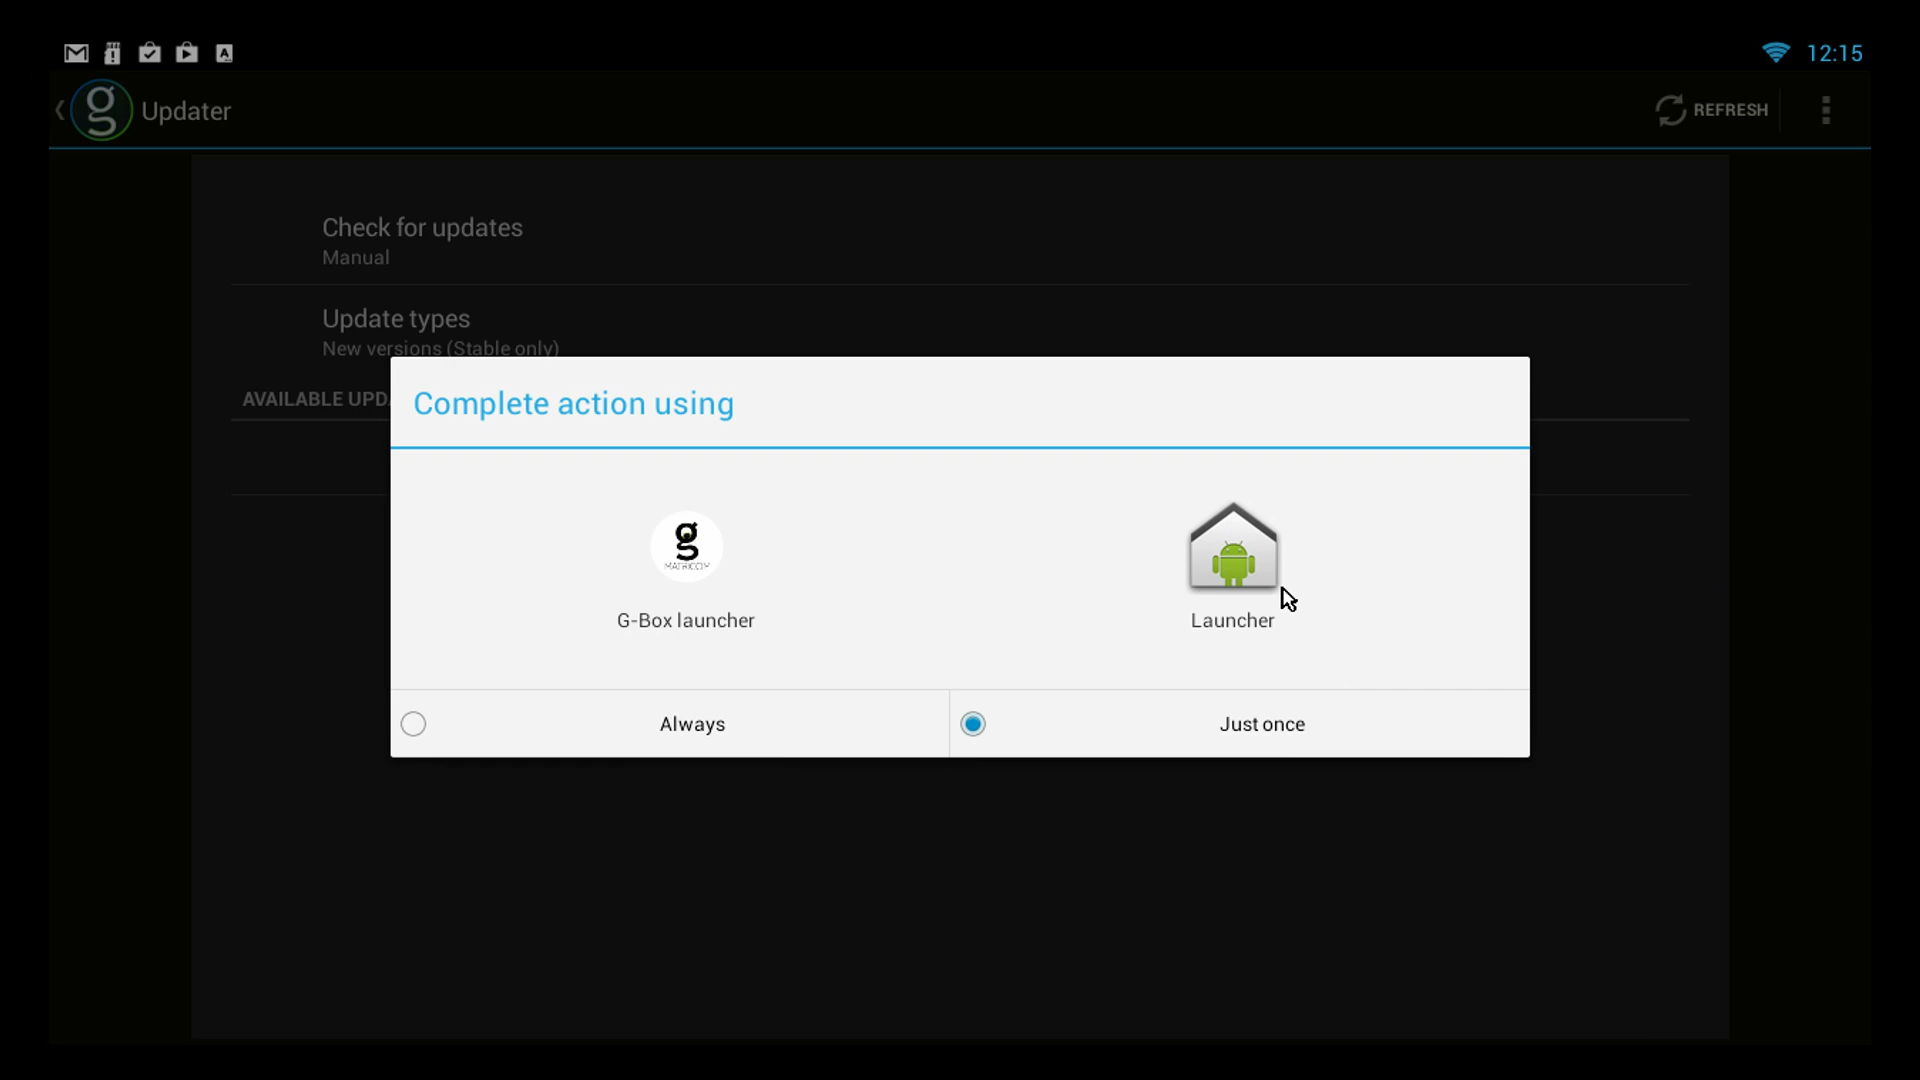 12:15
g Updater
REFRESH
Check for updates
Manual
Update types
New versions (Stable only)
AVAILABLE UPD
Complete action using
g
MATRICOM
G-Box launcher
Launcher
Always
Just once